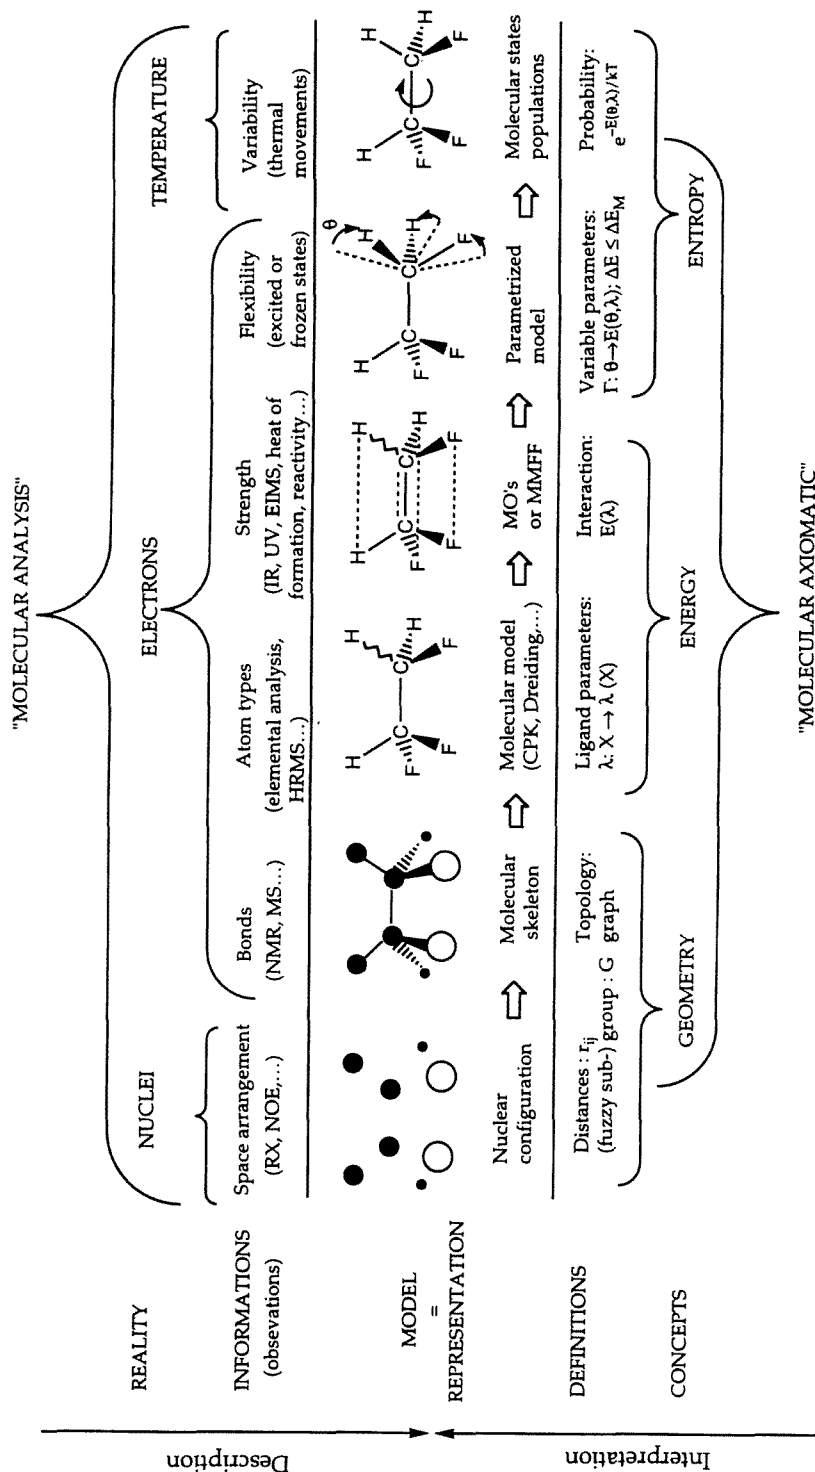 "MOLECULAR ANALYSIS"
REALITY
NUCLEI
ELECTRONS
TEMPERATURE
INFORMATIONS
(obsevations)
Space arrangement
(RX, NOE,...)
Bonds
(NMR, MS...)
Atom types
(elemental analysis,
HRMS...)
Strength
(IR, UV, EIMS, heat of
formation, reactivity...)
Flexibility
(excited or
frozen states)
Variability
(thermal
movements)
MODEL
=
REPRESENTATION
H
F
F
C
C
H
H
F
H
F
F
C
C
H
H
F
H
F
F
C
C
θ
H
H
F
H
F
F
C
C
H
H
F
Nuclear
configuration
Molecular
skeleton
Molecular model
(CPK, Dreiding,...)
MO's
or MMFF
Parametrized
model
Molecular states
populations
DEFINITIONS
Distances : rij
(fuzzy sub-) group : G
Topology:
graph
Ligand parameters:
λ: X → λ (X)
Interaction:
E(λ)
Variable parameters:
Γ: θ→E(θ,λ); ΔE ≤ ΔEM
Probability:
e–E(θ,λ)/kT
CONCEPTS
GEOMETRY
ENERGY
ENTROPY
"MOLECULAR AXIOMATIC"
Description
Interpretation